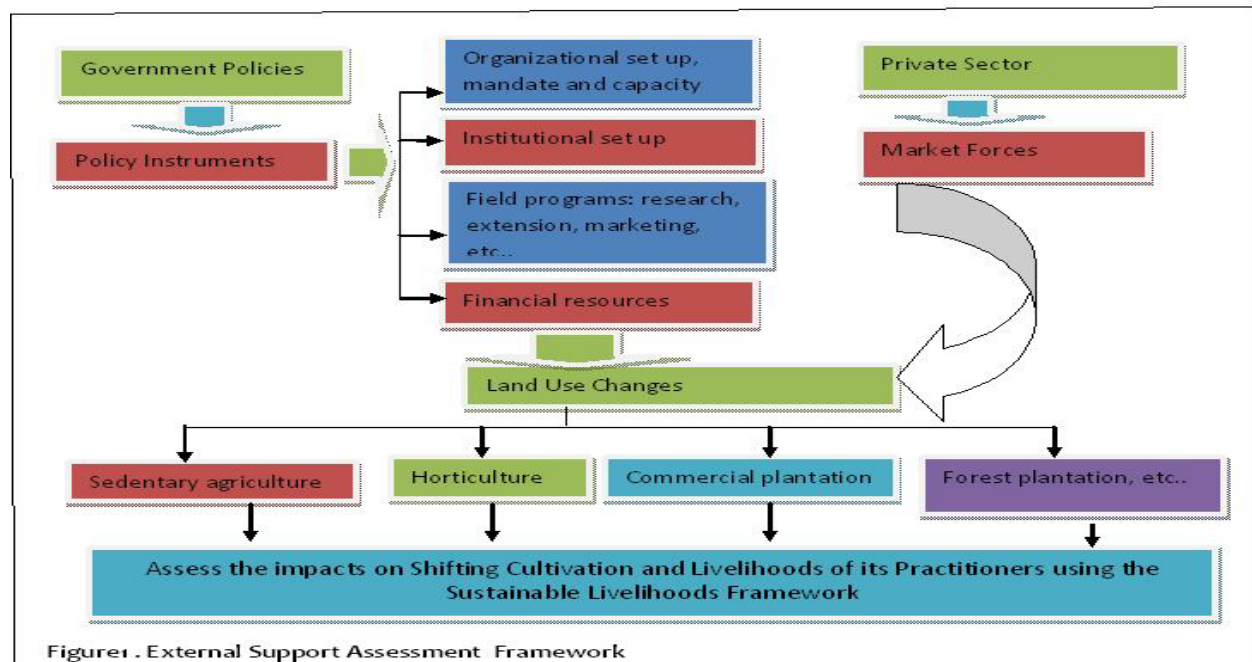 Government Policies
Policy Instruments
Organizational set up,
mandate and capacity
Institutional set up
Field programs: research,
extension, marketing,
etc..
Financial resources
Private Sector
Market Forces
Land Use Changes
Sedentary agriculture
Horticulture
Commercial plantation
Forest plantation, etc..
Assess the impacts on Shifting Cultivation and Livelihoods of its Practitioners using the
Sustainable Livelihoods Framework
Figure1. External Support Assessment Framework